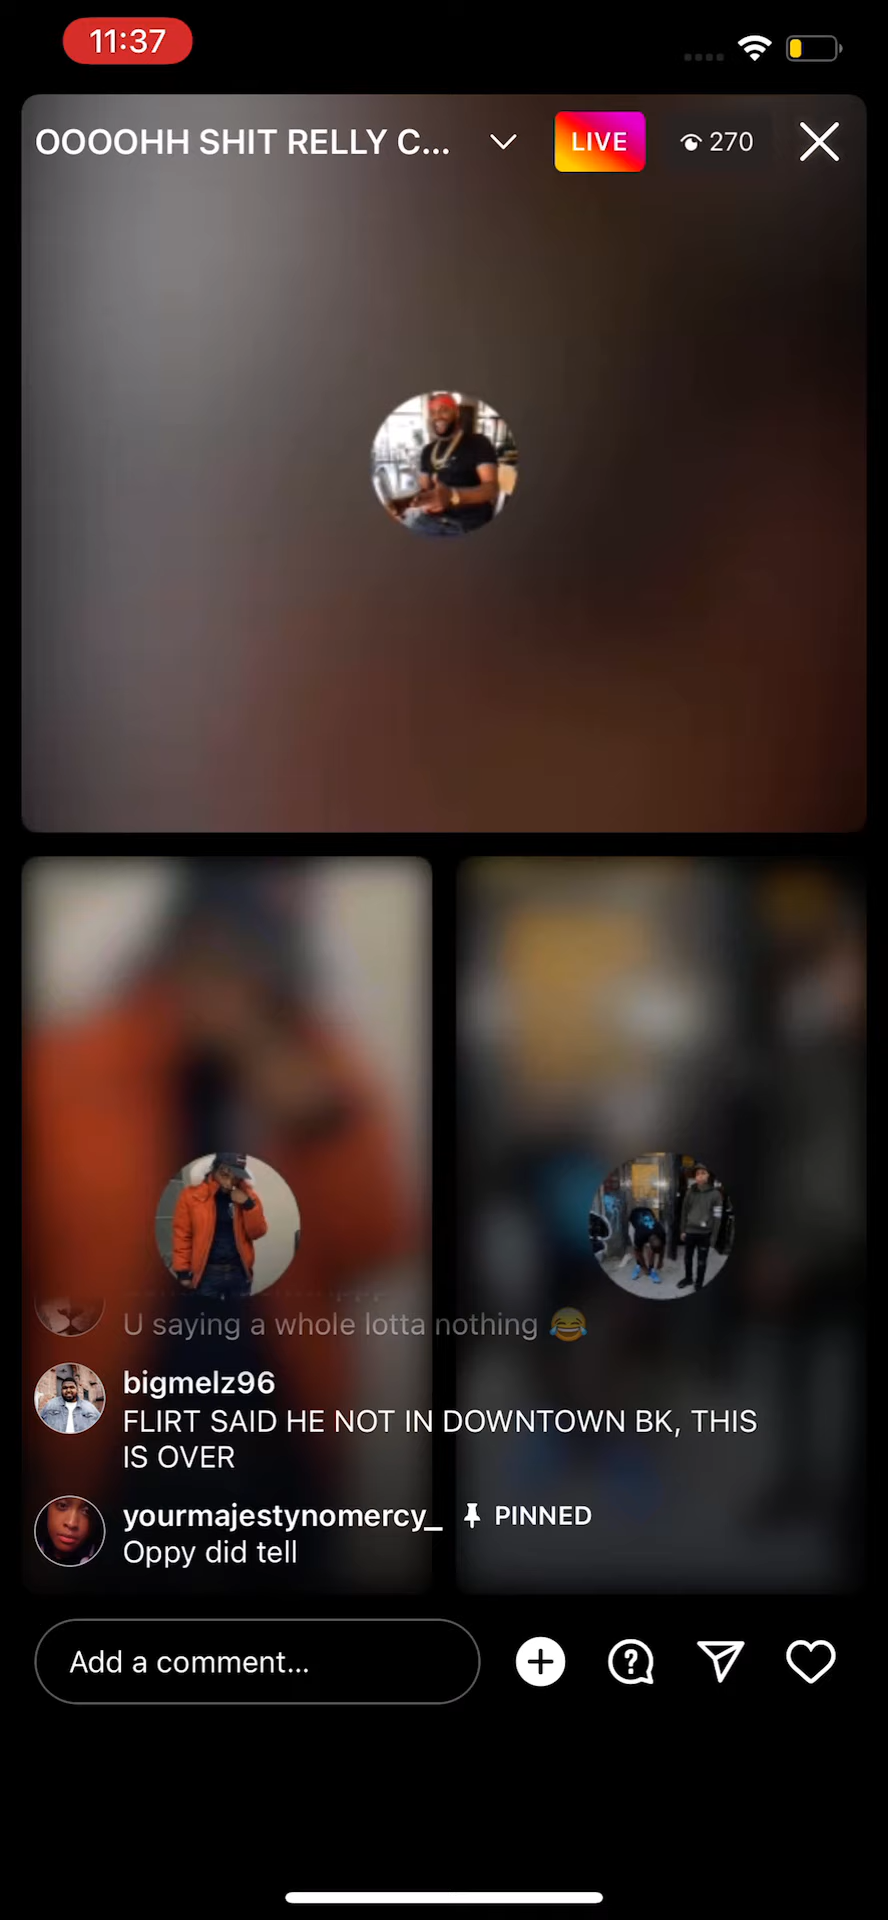 11:37
OOOOHH SHIT RELLY C...
LIVE
270
U saying a whole lotta nothing 😂
bigmelz96
FLIRT SAID HE NOT IN DOWNTOWN BK, THIS
IS OVER
yourmajestynomercy_ PINNED
Oppy did tell
Add a comment...